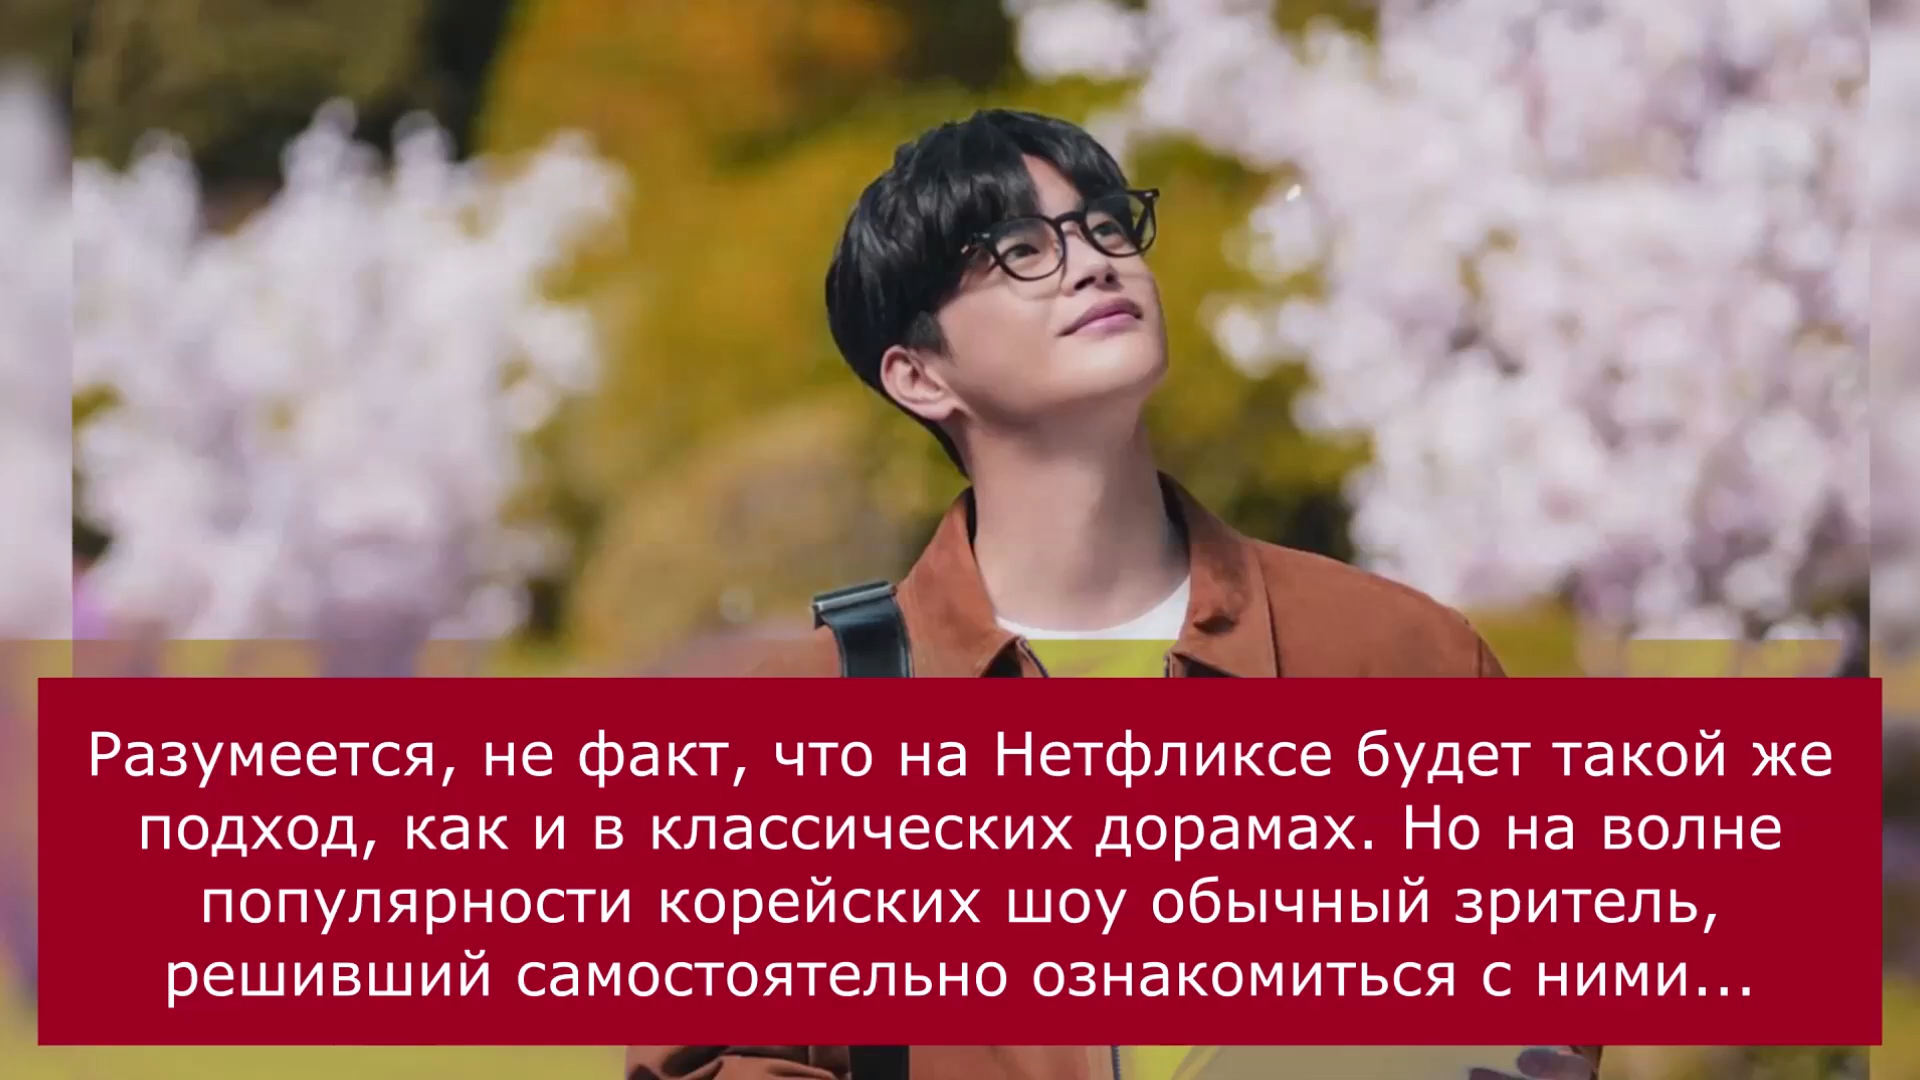 Разумеется, не факт, что на Нетфликсе будет такой же
подход, как и в классических дорамах. Но на волне
популярности корейских шоу обычный зритель,
решивший самостоятельно ознакомиться с ними...